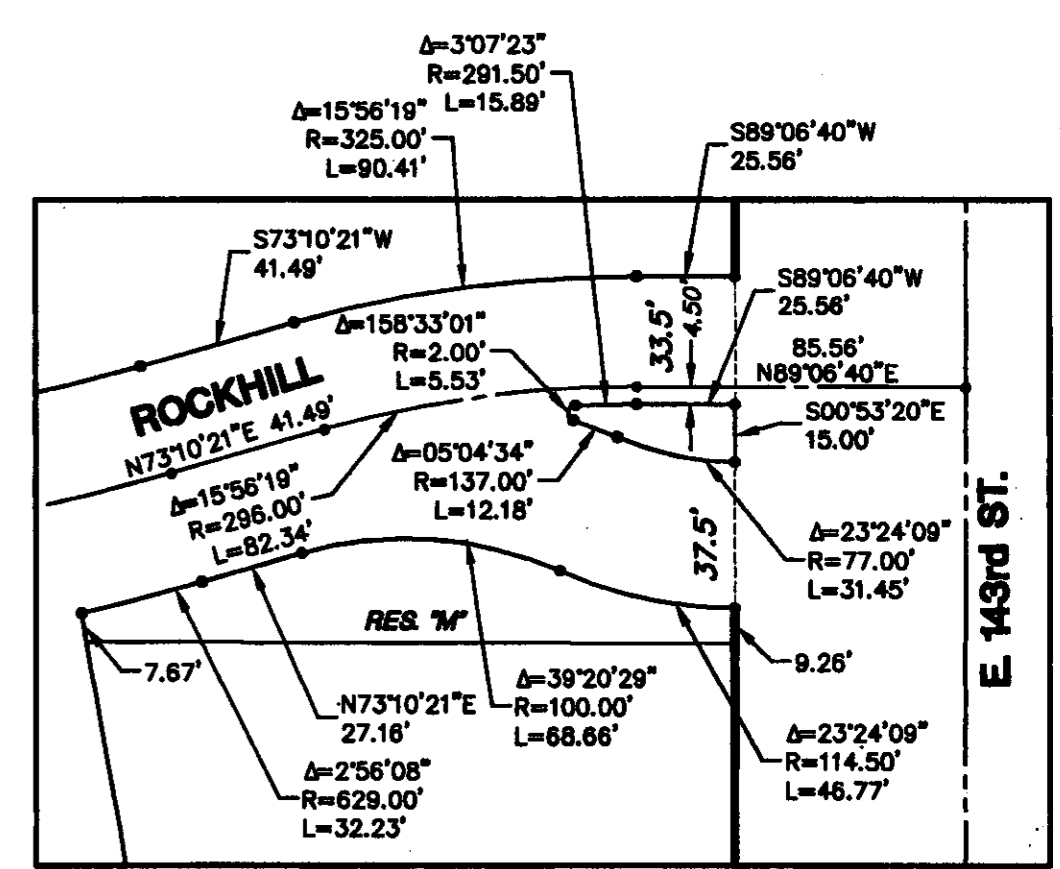 Δ=3°07'23"
R=291.50'
L=15.89'
Δ=15°56'19"
R=325.00'
L=90.41'
S89°06'40"W
25.56'
S73°10'21"W
41.49'
S89°06'40"W
25.56'
Δ=158°33'01"
R=2.00'
L=5.53'
33.5'
4.50'
85.56'
N89°06'40"E
ROCKHILL
N73°10'21"E 41.49'
S00°53'20"E
15.00'
Δ=05°04'34"
R=137.00'
L=12.18'
Δ=15°56'19"
R=296.00'
L=82.34'
37.5'
Δ=23°24'09"
R=77.00'
L=31.45'
E 143rd ST.
RES. "M"
7.67'
9.26'
N73°10'21"E
27.16'
Δ=39°20'29"
R=100.00'
L=68.66'
Δ=23°24'09"
R=114.50'
L=46.77'
Δ=2°56'08"
R=629.00'
L=32.23'